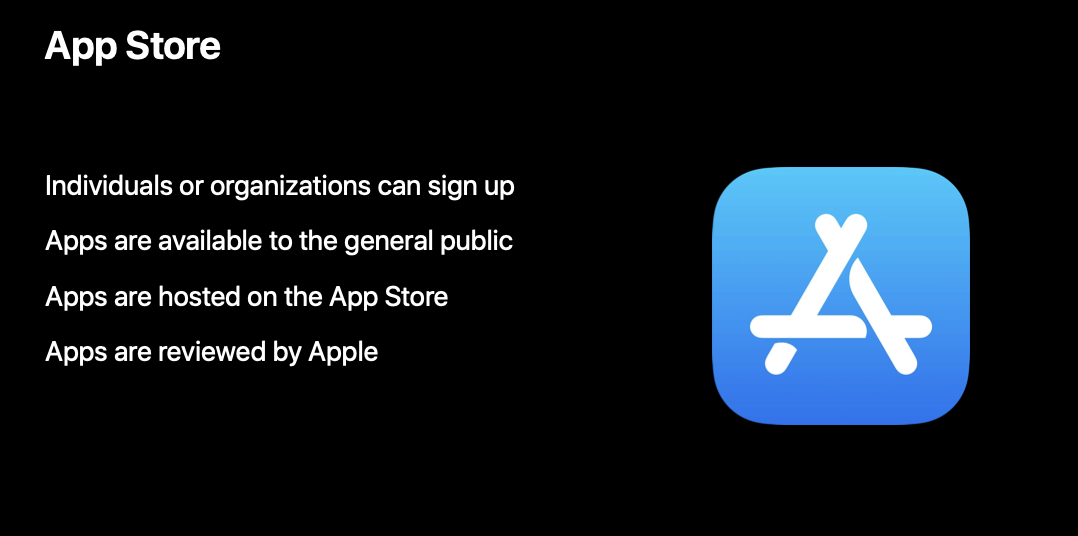 App Store
Individuals or organizations can sign up
Apps are available to the general public
Apps are hosted on the App Store
Apps are reviewed by Apple